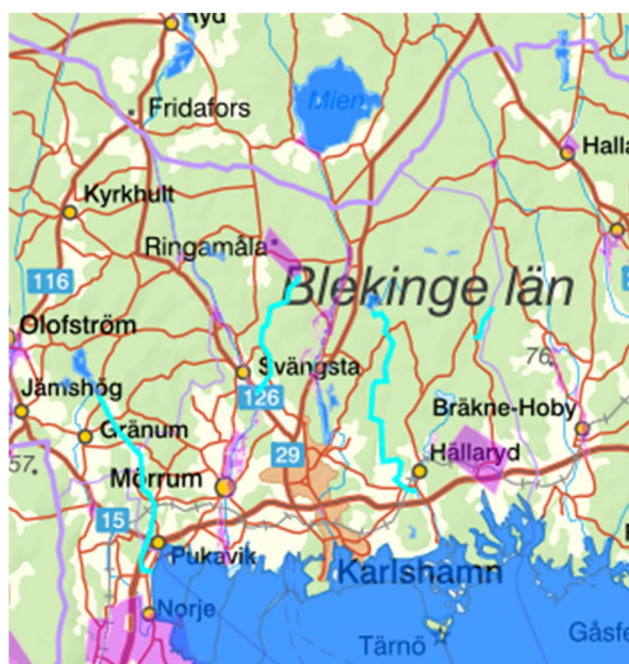 Ryd
Mien
Fridafors
Halla
Kyrkhult
Ringamåla
116
Blekinge län
Olofström
Svängsta
76
Jämshög
126
Bräkne-Hoby
Gränum
29
Hällaryd
57
Mörrum
15
Pukavik
Karlshamn
Norje
Tärnö
Gåsfe